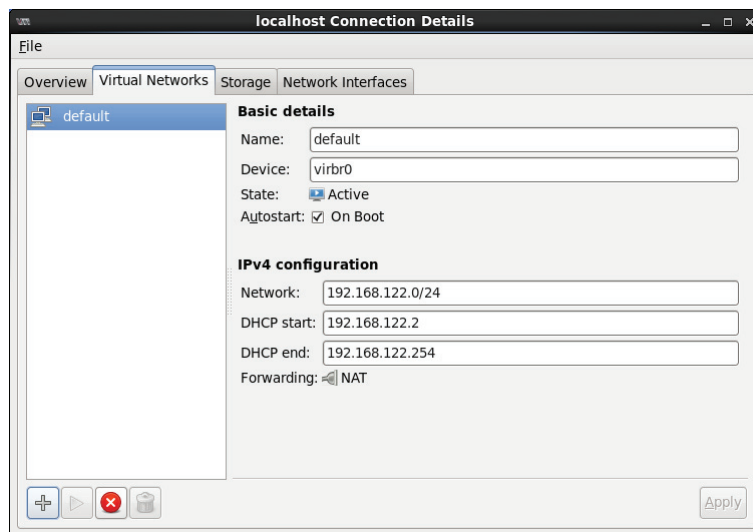 localhost Connection Details
File
Overview Virtual Networks Storage Network Interfaces
default
Basic details
Name: default
Device: virbr0
State: Active
Autostart: On Boot
IPv4 configuration
Network: 192.168.122.0/24
DHCP start: 192.168.122.2
DHCP end: 192.168.122.254
Forwarding: NAT
Apply